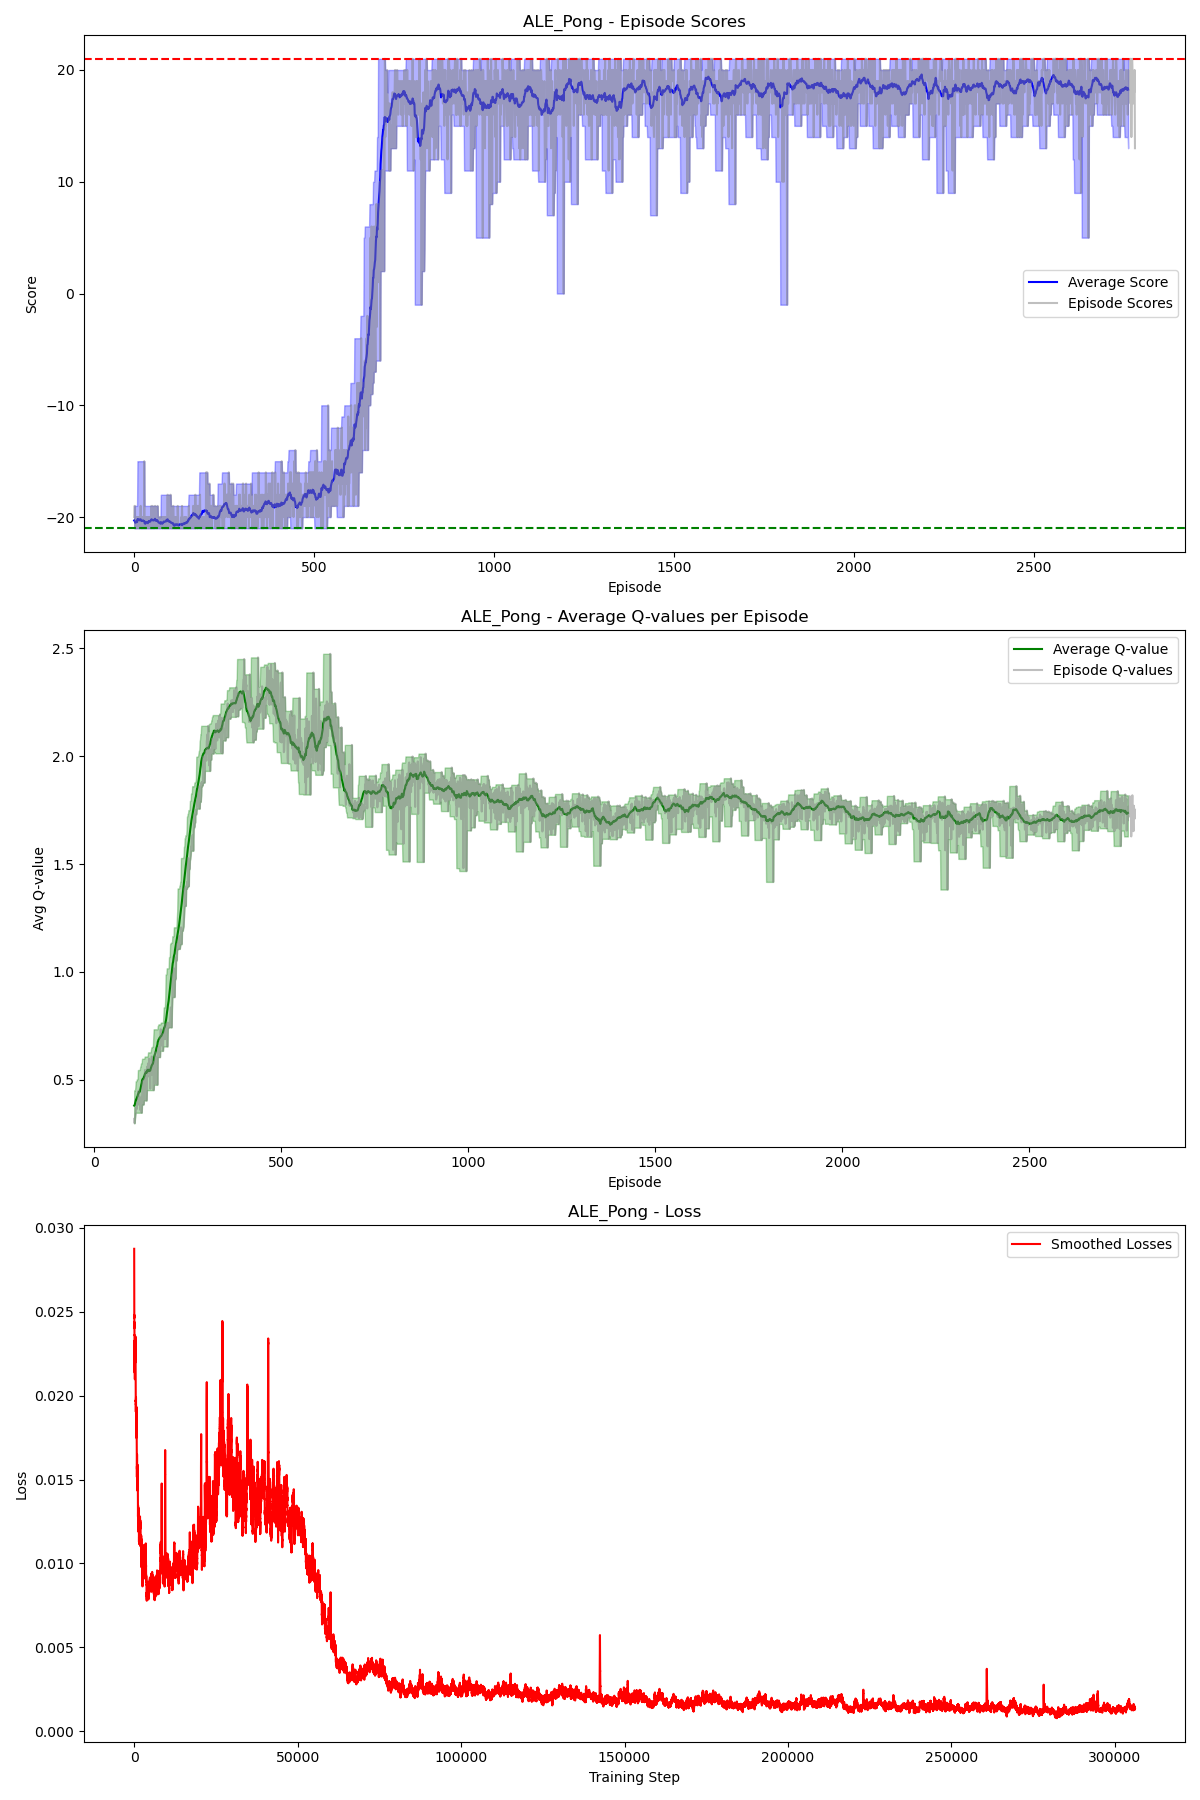 ALE_Pong - Episode Scores
20
10
0
−10
−20
Score
Average Score
Episode Scores
0 500 1000 1500 2000 2500
Episode
ALE_Pong - Average Q-values per Episode
2.5
2.0
1.5
1.0
0.5
Avg Q-value
Average Q-value
Episode Q-values
0 500 1000 1500 2000 2500
Episode
ALE_Pong - Loss
0.030
0.025
0.020
0.015
0.010
0.005
0.000
Loss
Smoothed Losses
0 50000 100000 150000 200000 250000 300000
Training Step